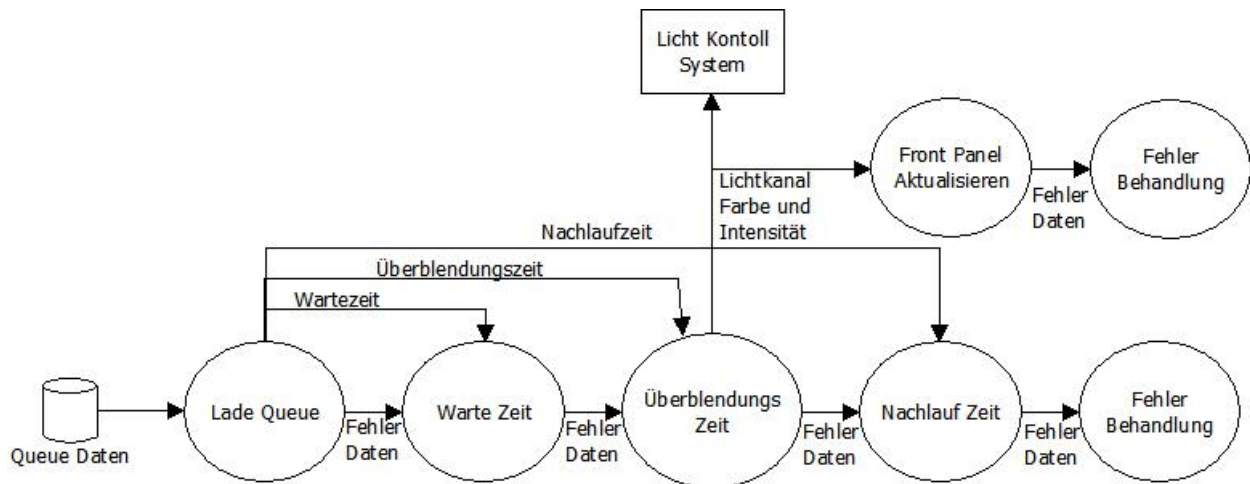 Licht Kontoll
System
Front Panel
Aktualisieren
Fehler
Daten
Fehler
Behandlung
Lichtkanal
Farbe und
Intensität
Nachlaufzeit
Überblendungszeit
Wartezeit
Queue Daten
Lade Queue
Fehler
Daten
Warte Zeit
Fehler
Daten
Überblendungs
Zeit
Fehler
Daten
Nachlauf Zeit
Fehler
Daten
Fehler
Behandlung